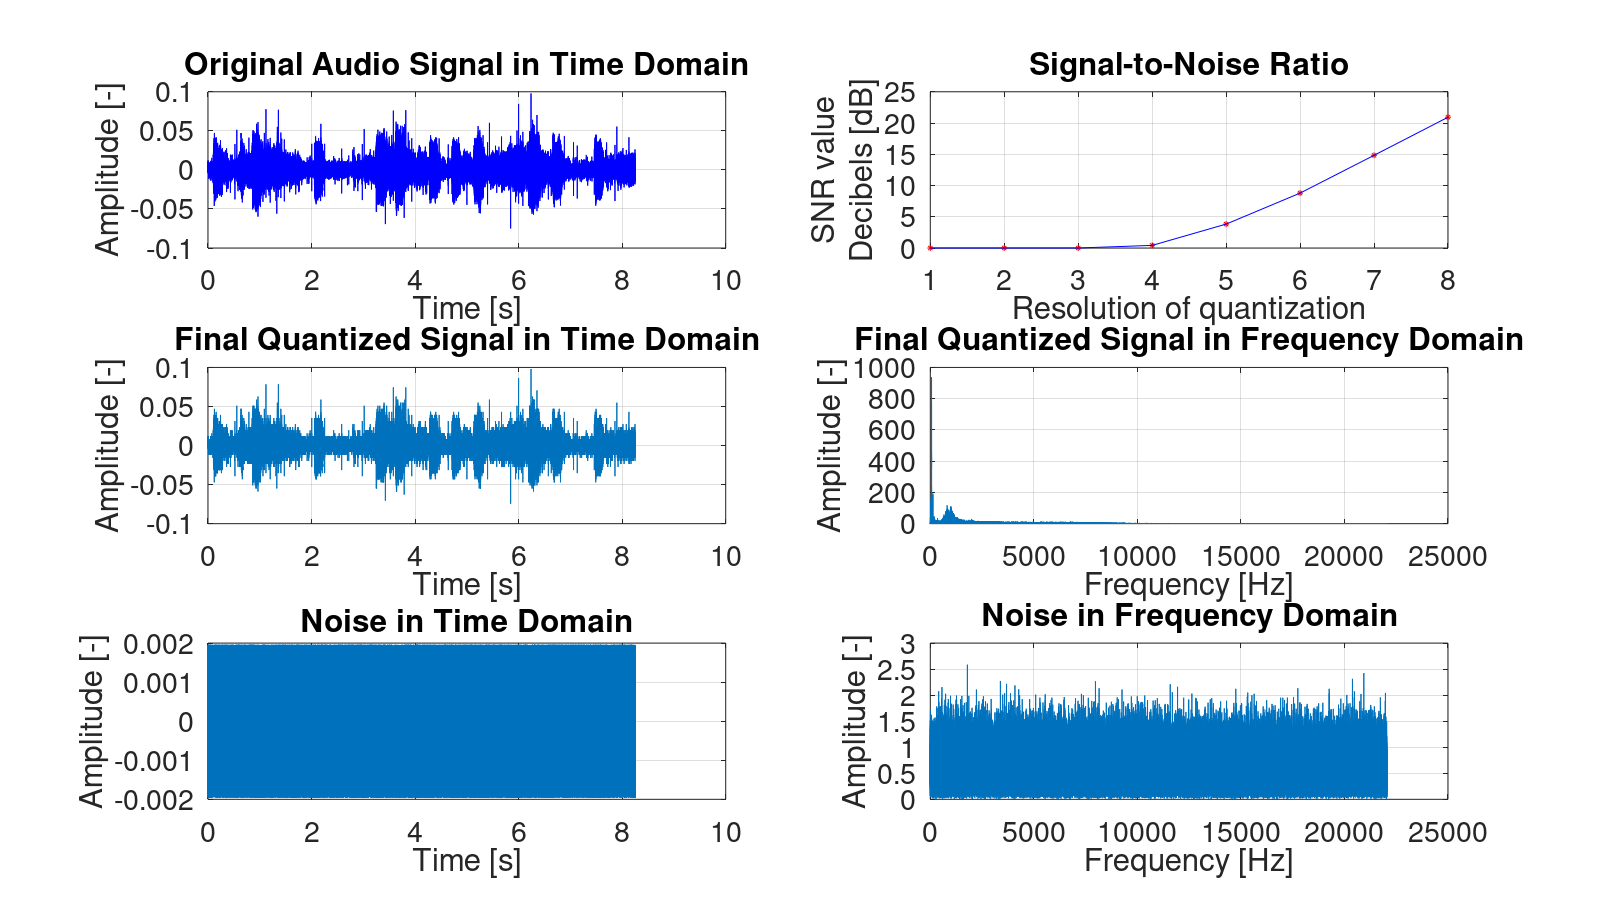 Original Audio Signal in Time Domain
Amplitude [-]
0.1
0.05
0
-0.05
-0.1
0 2 4 6 8 10
Time [s]
Signal-to-Noise Ratio
SNR value
Decibels [dB]
25
20
15
10
5
0
1 2 3 4 5 6 7 8
Resolution of quantization
Final Quantized Signal in Time Domain
Amplitude [-]
0.1
0.05
0
-0.05
-0.1
0 2 4 6 8 10
Time [s]
Final Quantized Signal in Frequency Domain
Amplitude [-]
1000
800
600
400
200
0
0 5000 10000 15000 20000 25000
Frequency [Hz]
Noise in Time Domain
Amplitude [-]
0.002
0.001
0
-0.001
-0.002
0 2 4 6 8 10
Time [s]
Noise in Frequency Domain
Amplitude [-]
3
2.5
2
1.5
1
0.5
0
0 5000 10000 15000 20000 25000
Frequency [Hz]